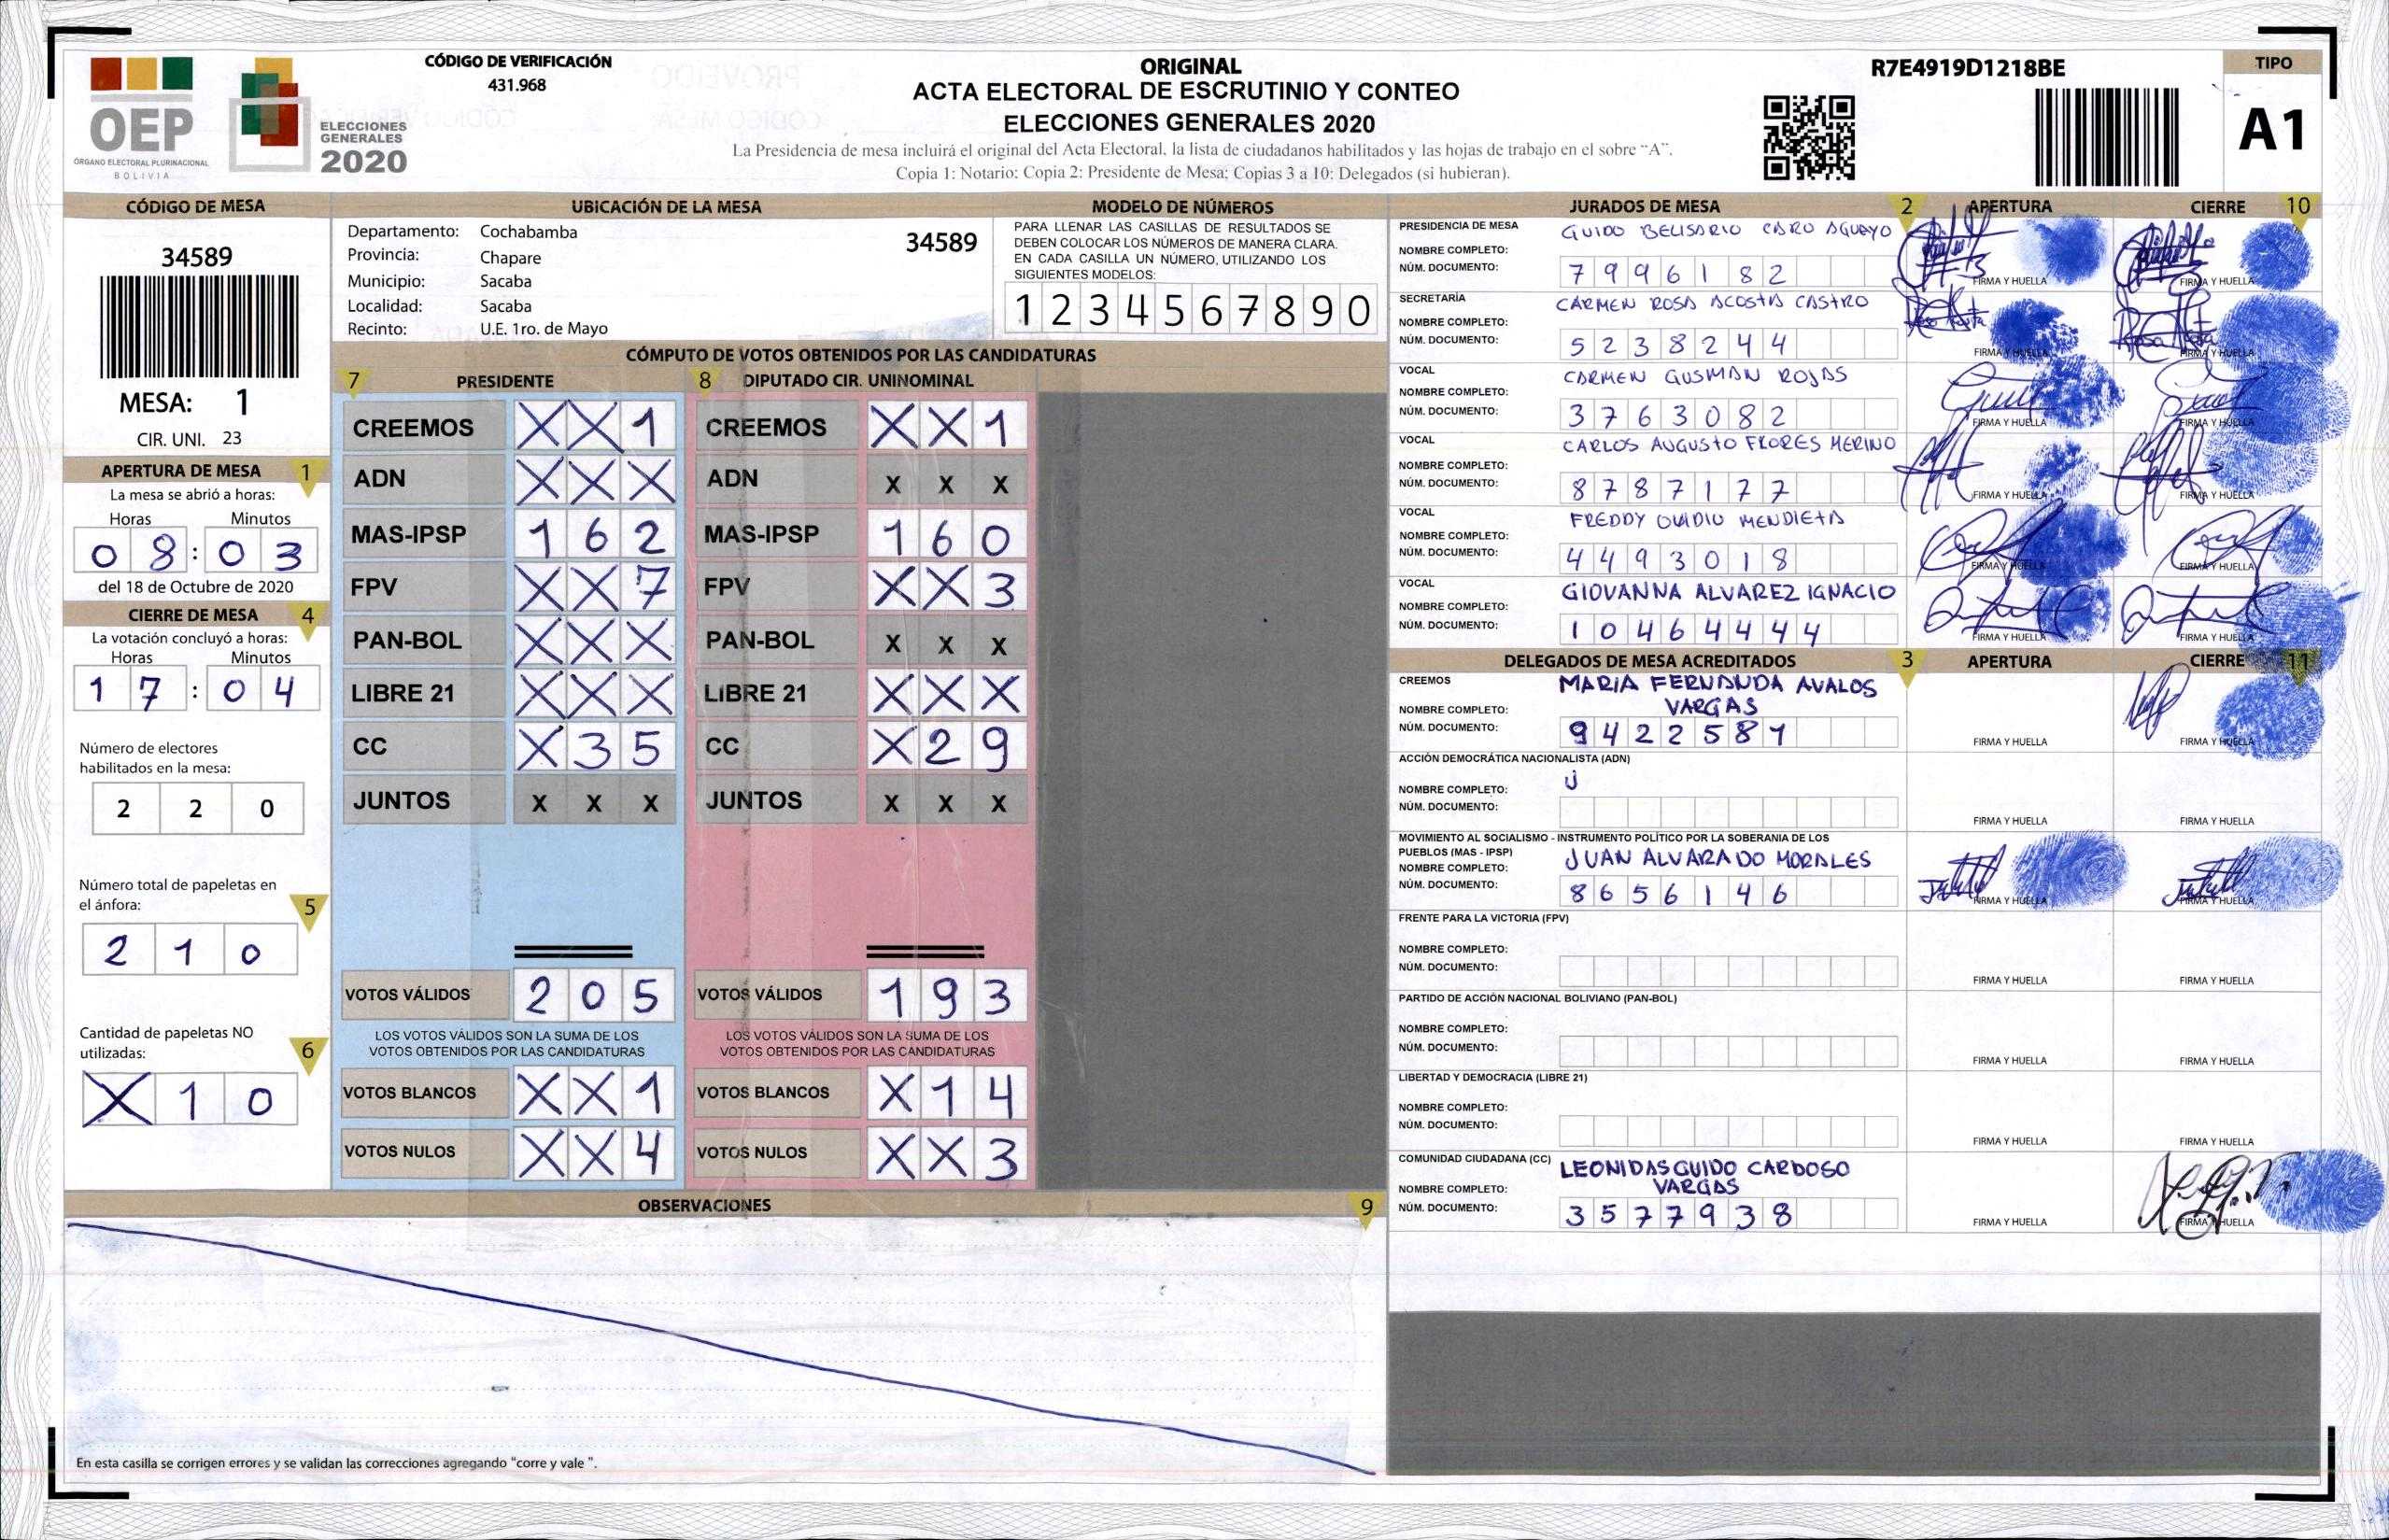 CÓDIGO DE VERIFICACIÓN
431.968
ORIGINAL
ACTA ELECTORAL DE ESCRUTINIO Y CONTEO
ELECCIONES GENERALES 2020
La Presidencia de mesa incluirá el original del Acta Electoral, la lista de ciudadanos habilitados y las hojas de trabajo en el sobre "A".
Copia 1: Notario: Copia 2: Presidente de Mesa: Copias 3 a 10: Delegados (si hubieran).
R7E4919D1218BE
TIPO
A1
OEP
ÓRGANO ELECTORAL PLURINACIONAL
BOLIVIA
ELECCIONES
GENERALES
2020
CÓDIGO DE MESA
34589
MESA: 1
CIR. UNI. 23
APERTURA DE MESA 1
La mesa se abrió a horas:
Horas Minutos
0 8 : 0 3
del 18 de Octubre de 2020
CIERRE DE MESA 4
La votación concluyó a horas:
Horas Minutos
1 7 : 0 4
Número de electores
habilitados en la mesa:
2 2 0
Número total de papeletas en
el ánfora: 5
2 1 0
Cantidad de papeletas NO
utilizadas: 6
X 1 0
UBICACIÓN DE LA MESA
Departamento: Cochabamba
34589
Provincia: Chapare
Municipio: Sacaba
Localidad: Sacaba
Recinto: U.E. 1ro. de Mayo
MODELO DE NÚMEROS
PARA LLENAR LAS CASILLAS DE RESULTADOS SE
DEBEN COLOCAR LOS NÚMEROS DE MANERA CLARA.
EN CADA CASILLA UN NÚMERO, UTILIZANDO LOS
SIGUIENTES MODELOS:
1 2 3 4 5 6 7 8 9 0
CÓMPUTO DE VOTOS OBTENIDOS POR LAS CANDIDATURAS
7 PRESIDENTE
CREEMOS X X 1
ADN X X X
MAS-IPSP 1 6 2
FPV X X 7
PAN-BOL X X X
LIBRE 21 X X X
CC X 3 5
JUNTOS X X X
VOTOS VÁLIDOS 2 0 5
LOS VOTOS VÁLIDOS SON LA SUMA DE LOS
VOTOS OBTENIDOS POR LAS CANDIDATURAS
VOTOS BLANCOS X X 1
VOTOS NULOS X X 4
8 DIPUTADO CIR. UNINOMINAL
CREEMOS X X 1
ADN X X X
MAS-IPSP 1 6 0
FPV X X 3
PAN-BOL X X X
LIBRE 21 X X X
CC X 2 9
JUNTOS X X X
VOTOS VÁLIDOS 1 9 3
LOS VOTOS VÁLIDOS SON LA SUMA DE LOS
VOTOS OBTENIDOS POR LAS CANDIDATURAS
VOTOS BLANCOS X 1 4
VOTOS NULOS X X 3
OBSERVACIONES 9
En esta casilla se corrigen errores y se validan las correcciones agregando "corre y vale ".
JURADOS DE MESA 2 APERTURA CIERRE 10
PRESIDENCIA DE MESA GUIDO BELISARIO CARO AGUAYO
NOMBRE COMPLETO:
NÚM. DOCUMENTO: 7 9 9 6 1 8 2
FIRMA Y HUELLA FIRMA Y HUELLA
SECRETARÍA CARMEN ROSA ACOSTA CASTRO
NOMBRE COMPLETO:
NÚM. DOCUMENTO: 5 2 3 8 2 4 4
FIRMA Y HUELLA FIRMA Y HUELLA
VOCAL CARMEN GUSMAN ROJAS
NOMBRE COMPLETO:
NÚM. DOCUMENTO: 3 7 6 3 0 8 2
FIRMA Y HUELLA FIRMA Y HUELLA
VOCAL CARLOS AUGUSTO FLORES MERINO
NOMBRE COMPLETO:
NÚM. DOCUMENTO: 8 7 8 7 1 7 7
FIRMA Y HUELLA FIRMA Y HUELLA
VOCAL FREDDY OVIDIO MENDIETA
NOMBRE COMPLETO:
NÚM. DOCUMENTO: 4 4 9 3 0 1 8
FIRMA Y HUELLA FIRMA Y HUELLA
VOCAL GIOVANNA ALVAREZ IGNACIO
NOMBRE COMPLETO:
NÚM. DOCUMENTO: 1 0 4 6 4 4 4 4
FIRMA Y HUELLA FIRMA Y HUELLA
DELEGADOS DE MESA ACREDITADOS 3 APERTURA CIERRE 11
CREEMOS MARIA FERNANDA AVALOS
NOMBRE COMPLETO: VARGAS
NÚM. DOCUMENTO: 9 4 2 2 5 8 1
FIRMA Y HUELLA FIRMA Y HUELLA
ACCIÓN DEMOCRÁTICA NACIONALISTA (ADN)
NOMBRE COMPLETO:
NÚM. DOCUMENTO:
FIRMA Y HUELLA FIRMA Y HUELLA
MOVIMIENTO AL SOCIALISMO - INSTRUMENTO POLÍTICO POR LA SOBERANIA DE LOS
PUEBLOS (MAS - IPSP) JUAN ALVARADO MORALES
NOMBRE COMPLETO:
NÚM. DOCUMENTO: 8 6 5 6 1 4 6
FIRMA Y HUELLA FIRMA Y HUELLA
FRENTE PARA LA VICTORIA (FPV)
NOMBRE COMPLETO:
NÚM. DOCUMENTO:
FIRMA Y HUELLA FIRMA Y HUELLA
PARTIDO DE ACCIÓN NACIONAL BOLIVIANO (PAN-BOL)
NOMBRE COMPLETO:
NÚM. DOCUMENTO:
FIRMA Y HUELLA FIRMA Y HUELLA
LIBERTAD Y DEMOCRACIA (LIBRE 21)
NOMBRE COMPLETO:
NÚM. DOCUMENTO:
FIRMA Y HUELLA FIRMA Y HUELLA
COMUNIDAD CIUDADANA (CC) LEONIDAS GUIDO CARDOSO
NOMBRE COMPLETO: VARGAS
NÚM. DOCUMENTO: 3 5 7 7 9 3 8
FIRMA Y HUELLA FIRMA Y HUELLA